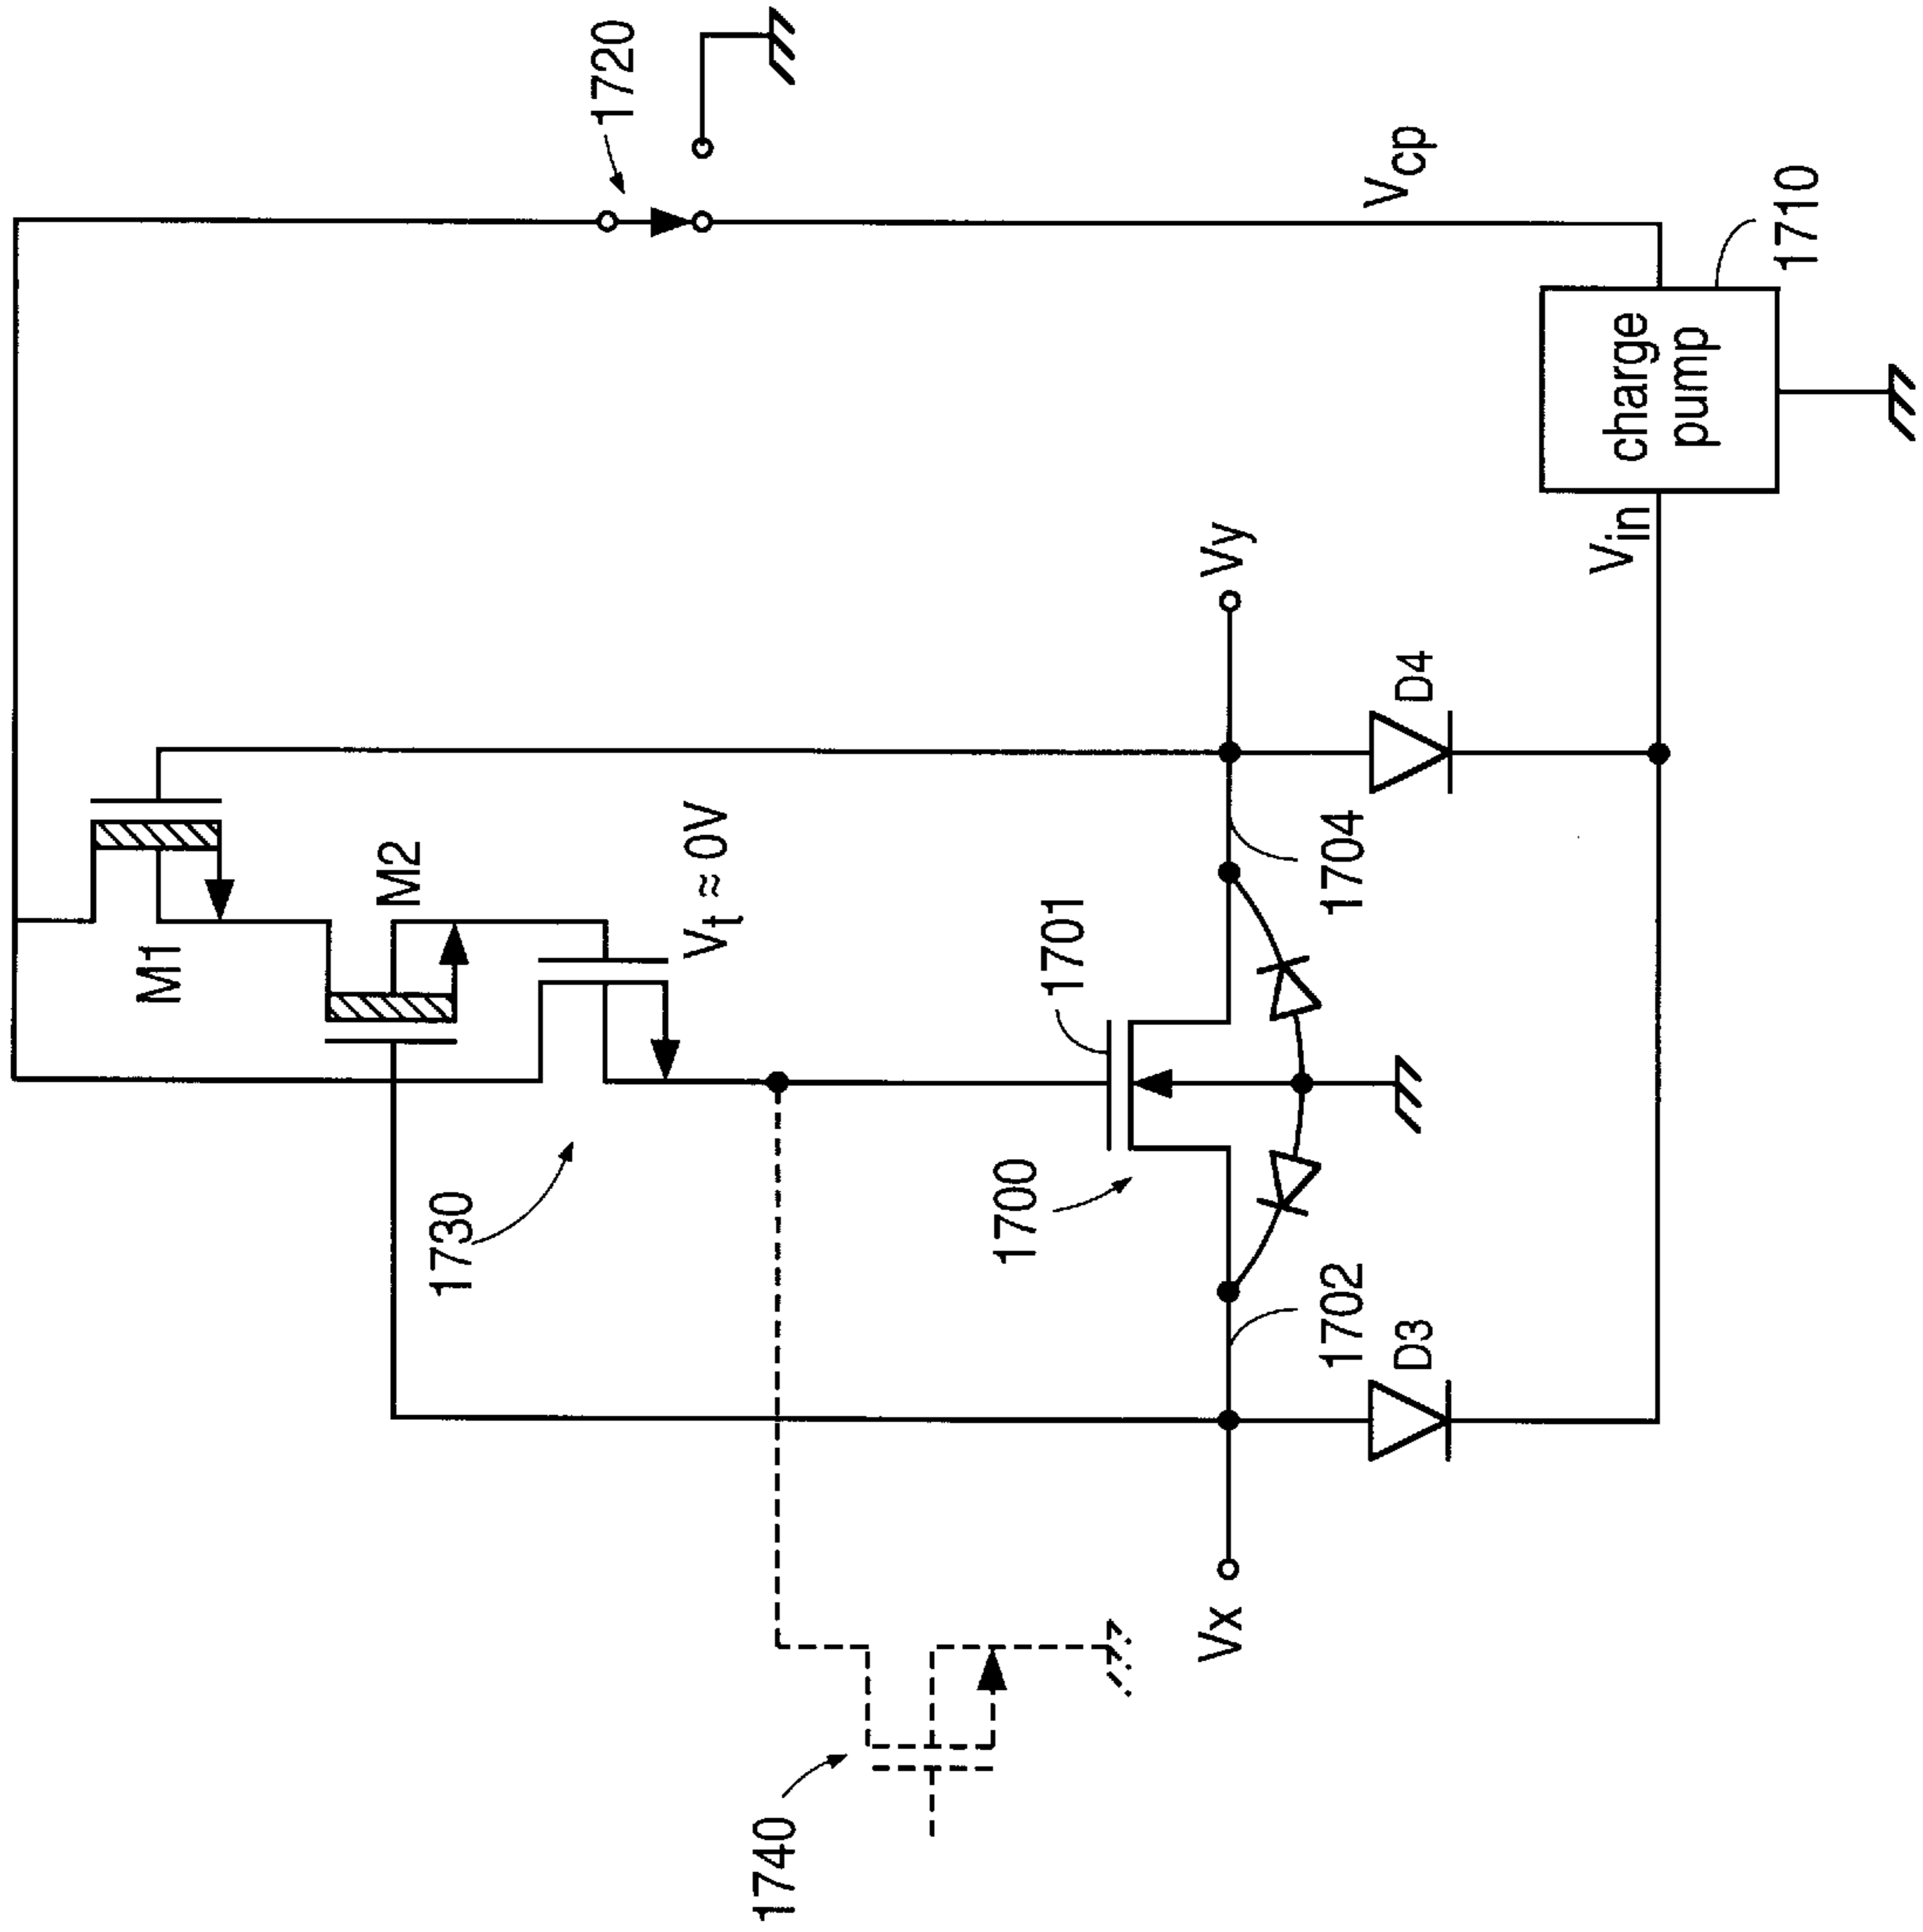 1720
Vcp
1710
charge
pump
Vin
Vy
D4
M1
M2
Vt ≈ 0V
1704
1701
1730
1700
1702
D3
Vx
1740